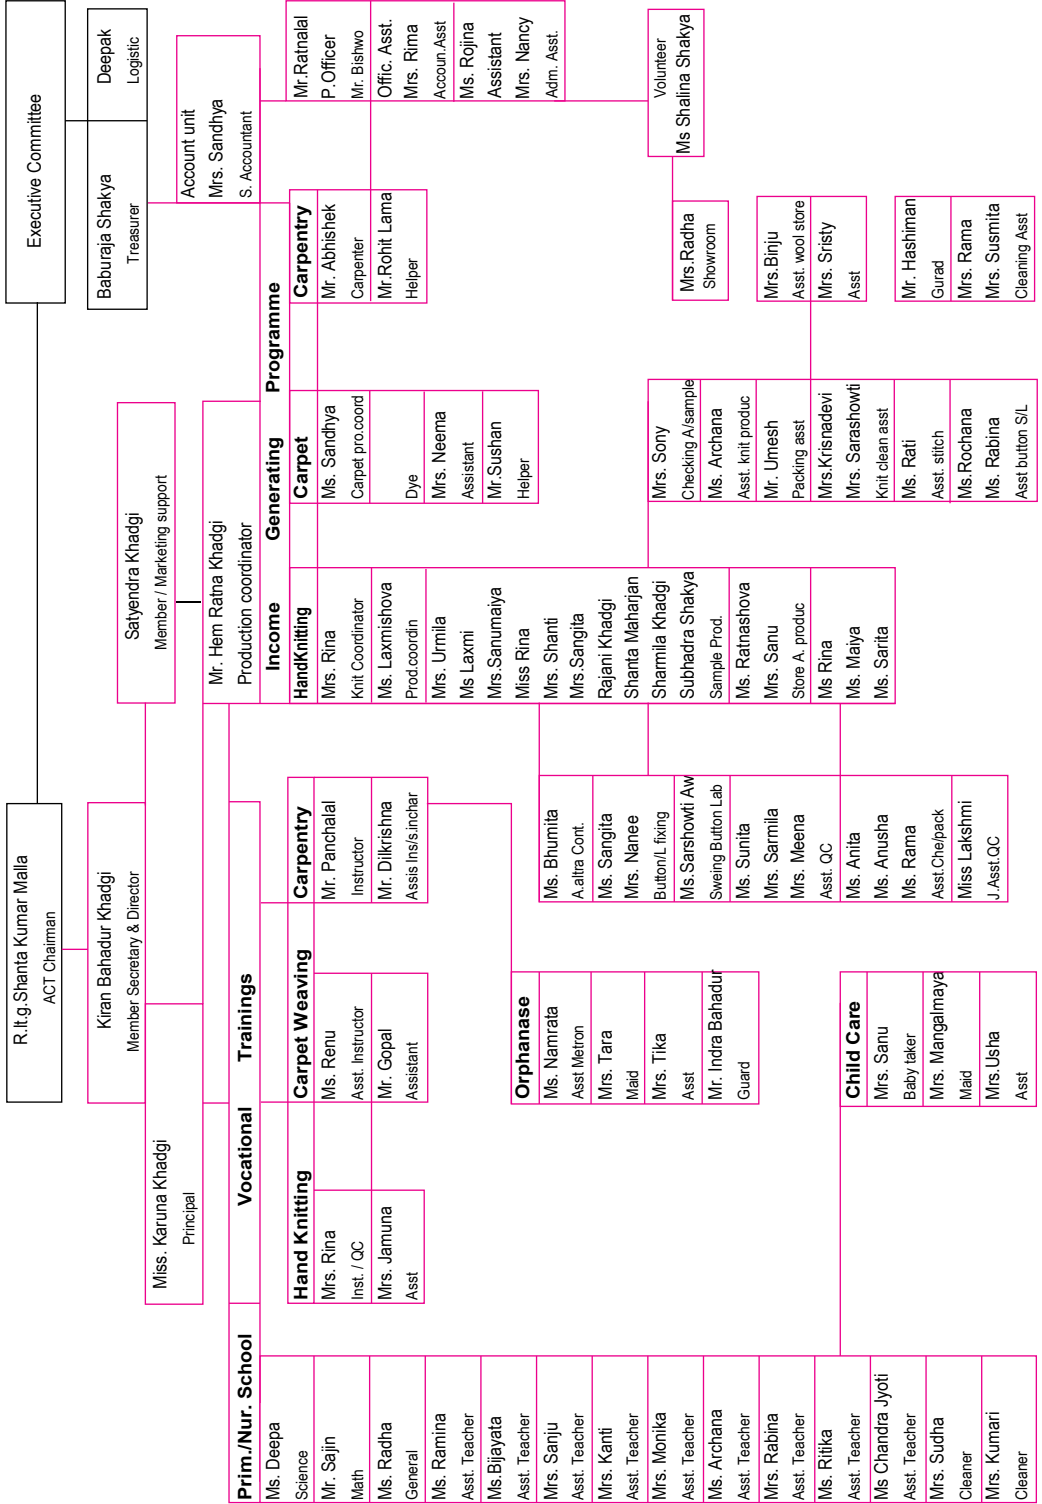 R.lt.g.Shanta Kumar Malla
ACT Chairman
Executive Committee
Kiran Bahadur Khadgi
Member Secretary & Director
Baburaja Shakya
Treasurer
Deepak
Logistic
Miss. Karuna Khadgi
Principal
Satyendra Khadgi
Member / Marketing support
Mr. Hem Ratna Khadgi
Production coordinator
Account unit
Mrs. Sandhya
S. Accountant
Prim./Nur. School
Ms. Deepa
Science
Mr. Sajin
Math
Ms. Radha
General
Ms. Ramina
Asst. Teacher
Ms.Bijayata
Asst. Teacher
Mrs. Sanju
Asst. Teacher
Mrs. Kanti
Asst. Teacher
Mrs. Monika
Asst. Teacher
Ms. Archana
Asst. Teacher
Mrs. Rabina
Asst. Teacher
Ms. Ritika
Asst. Teacher
Ms Chandra Jyoti
Asst. Teacher
Mrs. Sudha
Cleaner
Mrs. Kumari
Cleaner
Vocational Trainings
Hand Knitting
Mrs. Rina
Inst. / QC
Mrs. Jamuna
Asst
Carpet Weaving
Ms. Renu
Asst. Instructor
Mr. Gopal
Assistant
Carpentry
Mr. Panchalal
Instructor
Mr. Dilkrishna
Assis Ins/s.inchar
Orphanase
Ms. Namrata
Asst Metron
Mrs. Tara
Maid
Mrs. Tika
Asst
Mr. Indra Bahadur
Guard
Child Care
Mrs. Sanu
Baby taker
Mrs. Mangalmaya
Maid
Mrs.Usha
Asst
Income Generating Programme
HandKnitting
Mrs. Rina
Knit Coordinator
Ms. Laxmishova
Prod.coordin
Mrs. Urmila
Ms Laxmi
Mrs.Sanumaiya
Miss Rina
Mrs. Shanti
Mrs.Sangita
Rajani Khadgi
Shanta Maharjan
Sharmila Khadgi
Subhadra Shakya
Sample Prod.
Ms. Ratnashova
Mrs. Sanu
Store A. produc
Ms Rina
Ms. Maiya
Ms. Sarita
Ms. Bhumita
A.altra Cont.
Ms. Sangita
Mrs. Nanee
Button/L fixing
Ms.Sarshowti Aw
Sweing Button Lab
Ms. Sunita
Mrs. Sarmila
Mrs. Meena
Asst. QC
Ms. Anita
Ms. Anusha
Ms. Rama
Asst.Che/pack
Miss Lakshmi
J.Asst.QC
Carpet
Ms. Sandhya
Carpet pro.coord
Dye
Mrs. Neema
Assistant
Mr.Sushan
Helper
Mrs. Sony
Checking A/sample
Ms. Archana
Asst. knit produc
Mr. Umesh
Packing asst
Mrs.Krisnadevi
Mrs. Sarashowti
Knit clean asst
Ms. Rati
Asst. stitch
Ms.Rochana
Ms. Rabina
Asst button S/L
Carpentry
Mr. Abhishek
Carpenter
Mr.Rohit Lama
Helper
Mr.Ratnalal
P.Officer
Mr. Bishwo
Offic. Asst.
Mrs. Rima
Accoun.Asst
Ms. Rojina
Assistant
Mrs. Nancy
Adm. Asst.
Volunteer
Ms Shalina Shakya
Mrs.Radha
Showroom
Mrs.Binju
Asst. wool store
Mrs. Sristy
Asst
Mr. Hashiman
Gurad
Mrs. Rama
Mrs. Susmita
Cleaning Asst